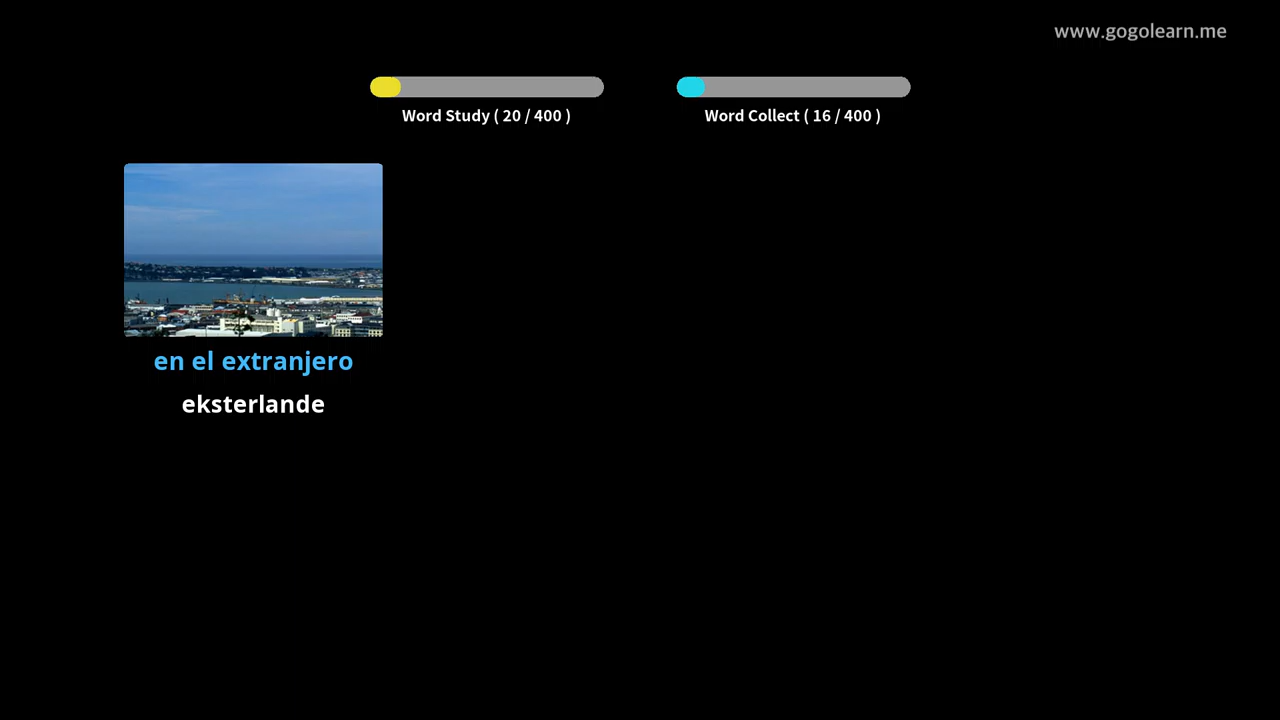 www.gogolearn.me
Word Study ( 20 / 400 )
Word Collect ( 16 / 400 )
en el extranjero
eksterlande